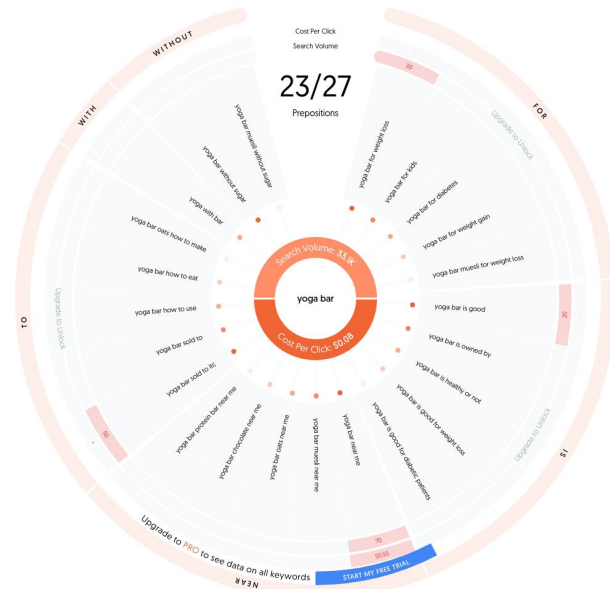 Cost Per Click
Search Volume
23/27
Prepositions
WITHOUT
WITH
TO
NEAR
IS
FOR
yoga bar muesli without sugar
yoga bar without sugar
yoga with bar
yoga bar oats how to make
yoga bar how to eat
yoga bar how to use
yoga bar sold to
yoga bar sold to itc
yoga bar protein bar near me
yoga bar chocolate near me
yoga bar oats near me
yoga bar muesli near me
yoga bar near me
yoga bar is good for diabetic patients
yoga bar is good for weight loss
yoga bar is healthy or not
yoga bar is owned by
yoga bar is good
yoga bar muesli for weight loss
yoga bar for weight gain
yoga bar for diabetes
yoga bar for kids
yoga bar for weight loss
Search Volume: 33.1K
yoga bar
Cost Per Click: $0.08
Upgrade to Unlock
Upgrade to Unlock
Upgrade to Unlock
50
20
70
$0.55
Upgrade to PRO to see data on all keywords
START MY FREE TRIAL